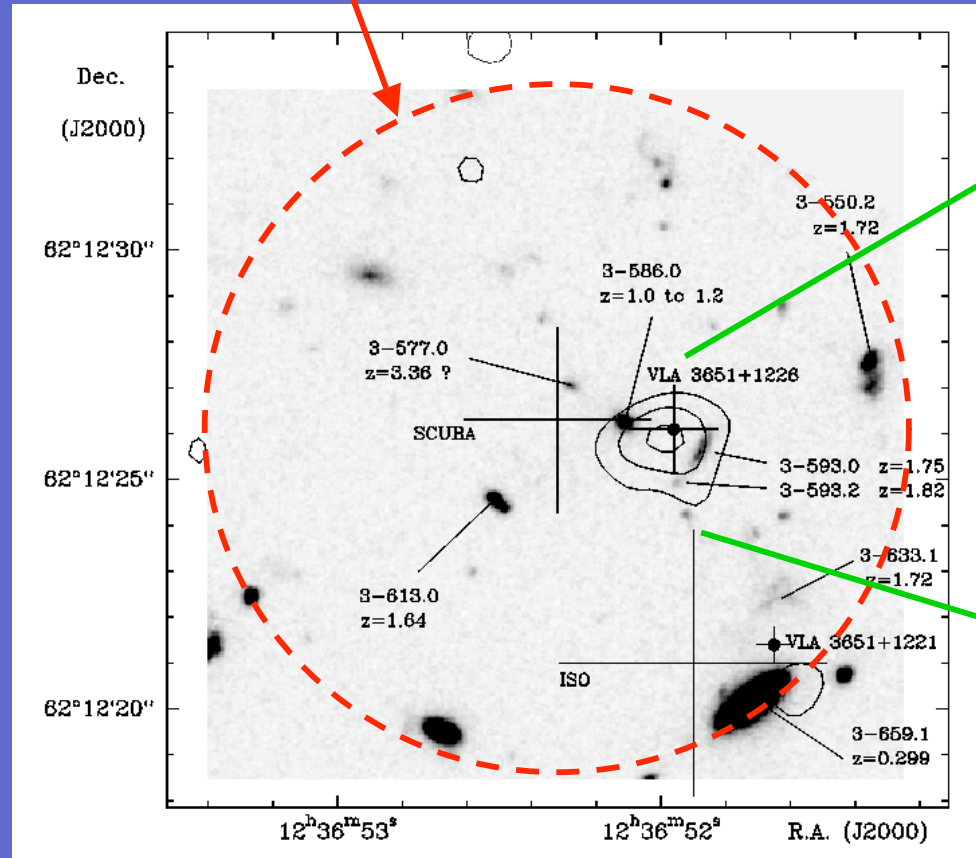 Dec.
(J2000)
62°12'30"
62°12'25"
62°12'20"
3-550.2
z=1.72
3-586.0
z=1.0 to 1.2
3-577.0
z=3.36 ?
VLA 3651+1226
SCUBA
3-593.0 z=1.75
3-593.2 z=1.82
3-633.1
z=1.72
3-613.0
z=1.64
VLA 3651+1221
ISO
3-659.1
z=0.299
12ʰ36ᵐ53ˢ
12ʰ36ᵐ52ˢ
R.A. (J2000)